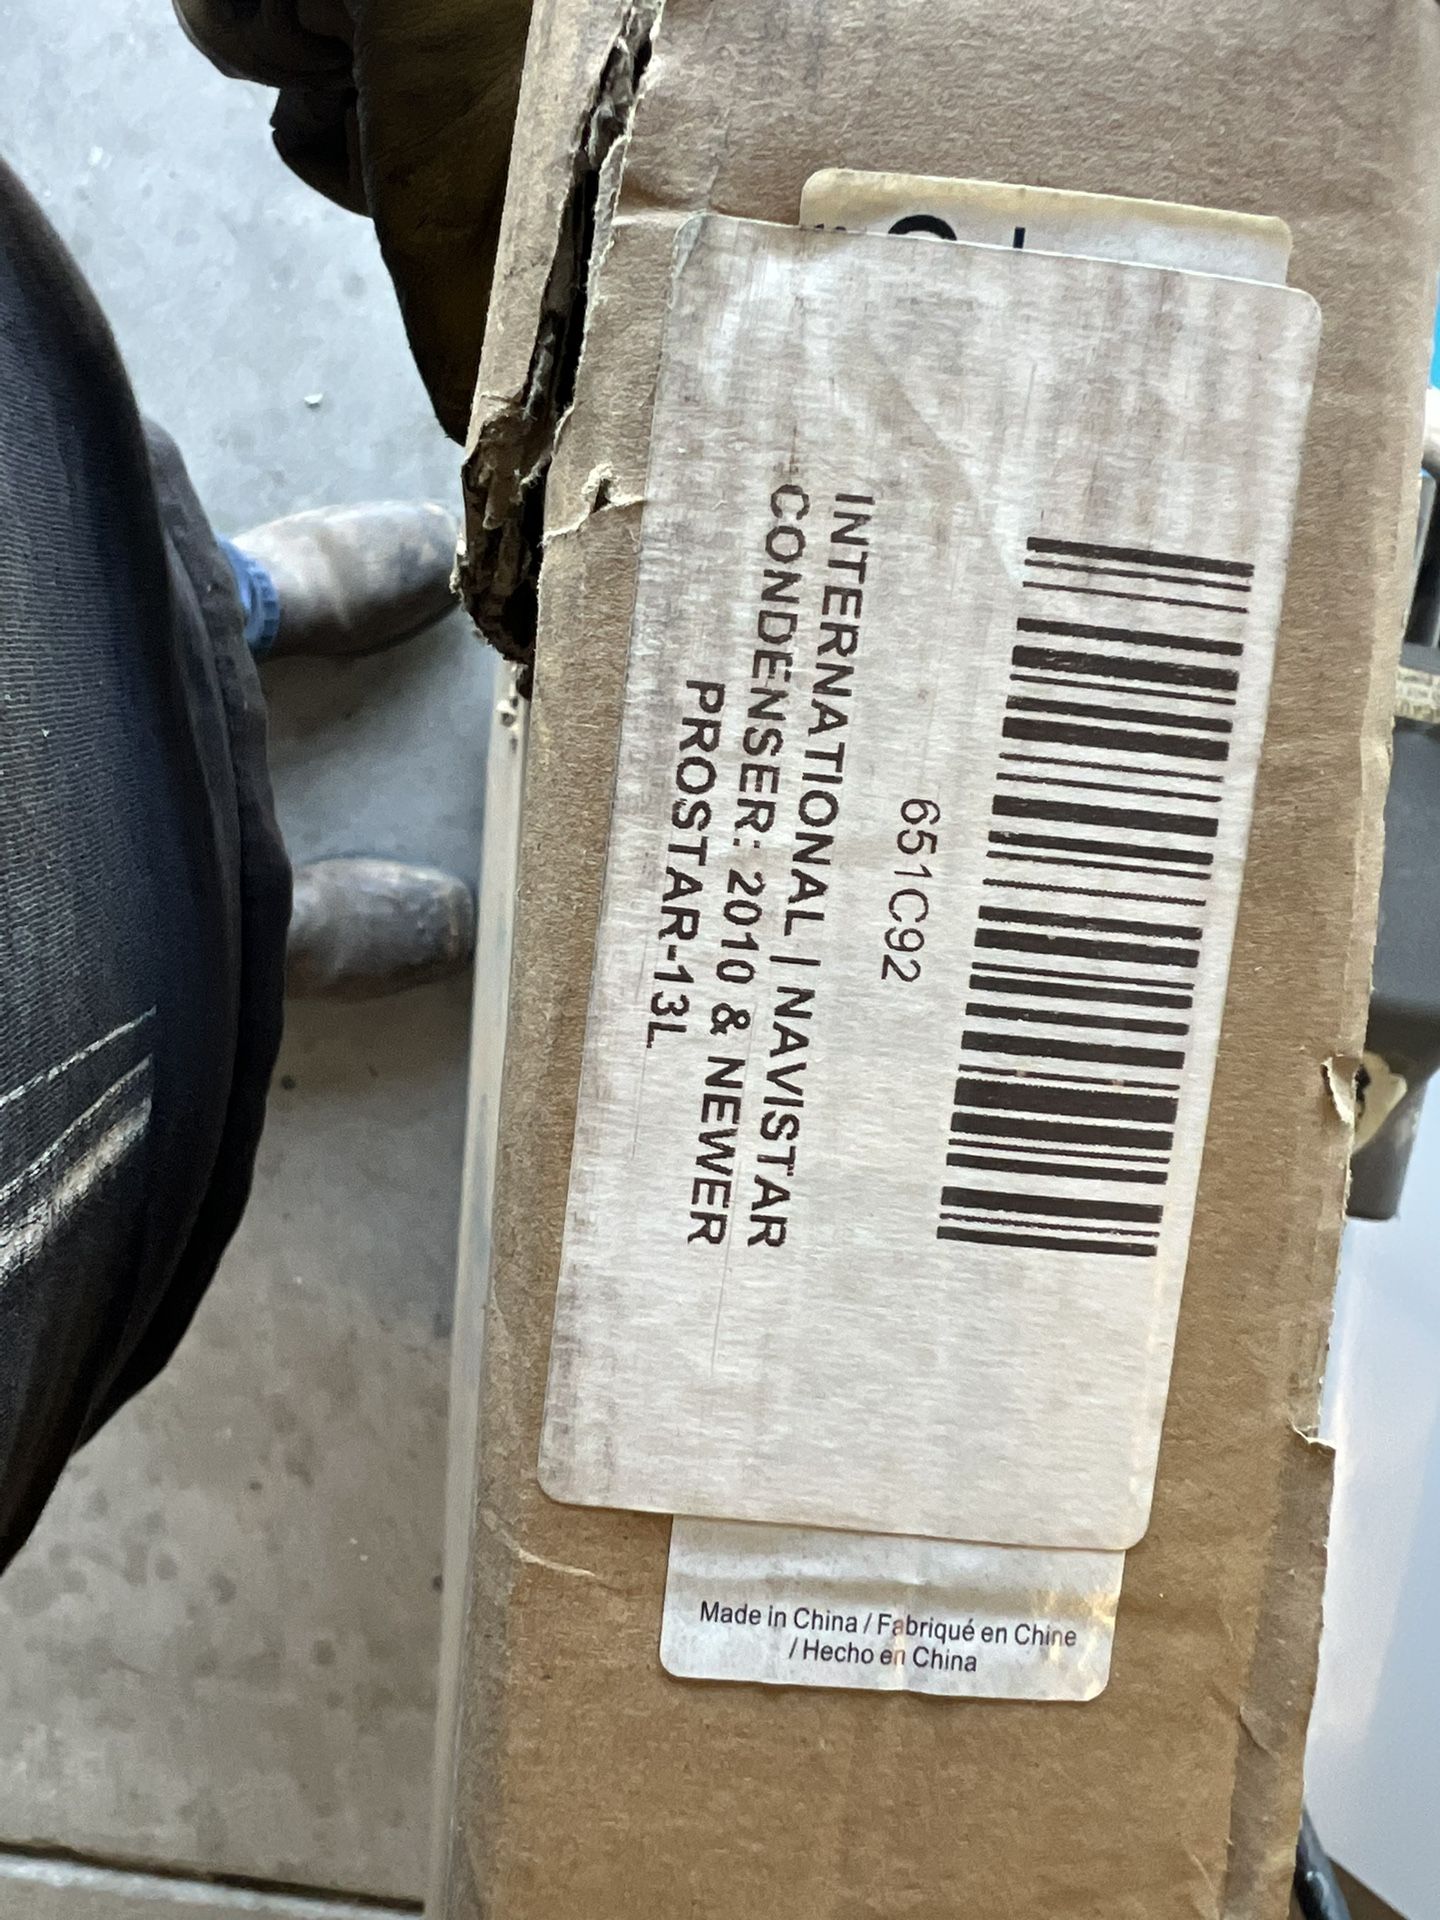 651C92
INTERNATIONAL | NAVISTAR
CONDENSER: 2010 & NEWER
PROSTAR-13L
Made in China / Fabriqué en Chine
/ Hecho en China